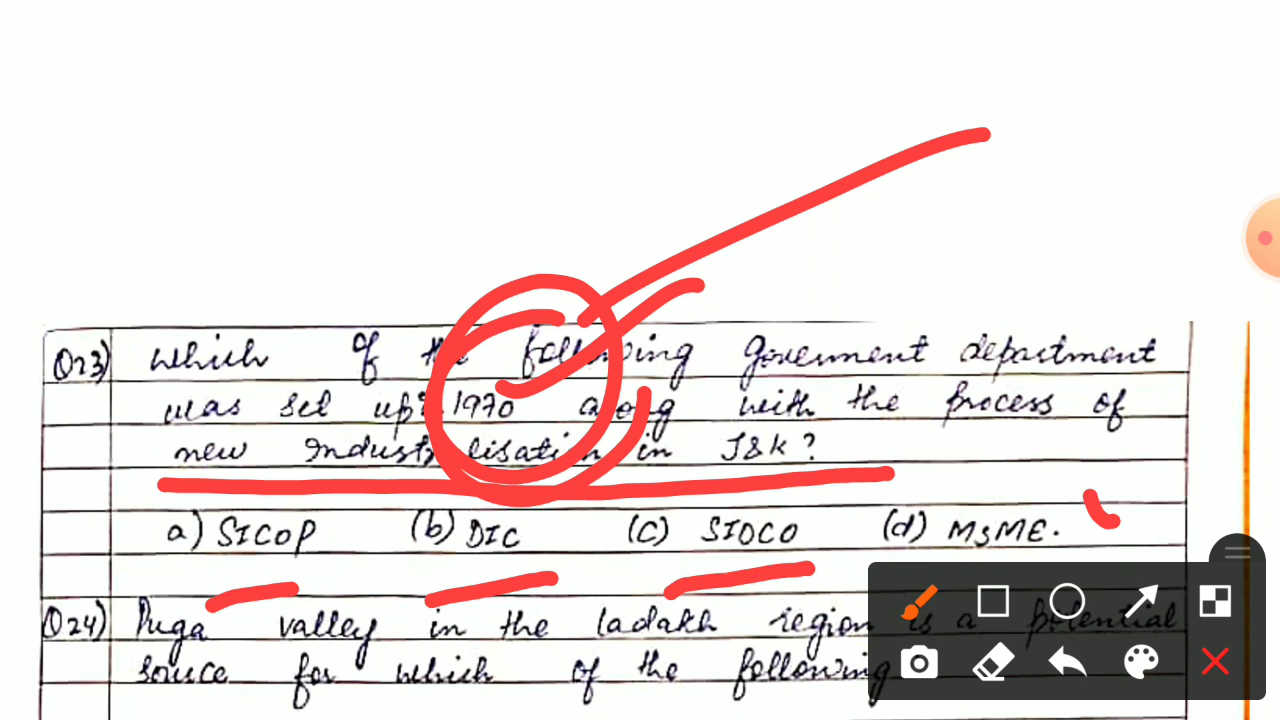 Q23) which of the following Government department
was set up in 1970 along with the process of
new Industrialisation in J&K?
a) SICOP (b) DIC (c) SIDCO (d) MSME.
Q24) Puga valley in the ladakh region is a potential
source for which of the following